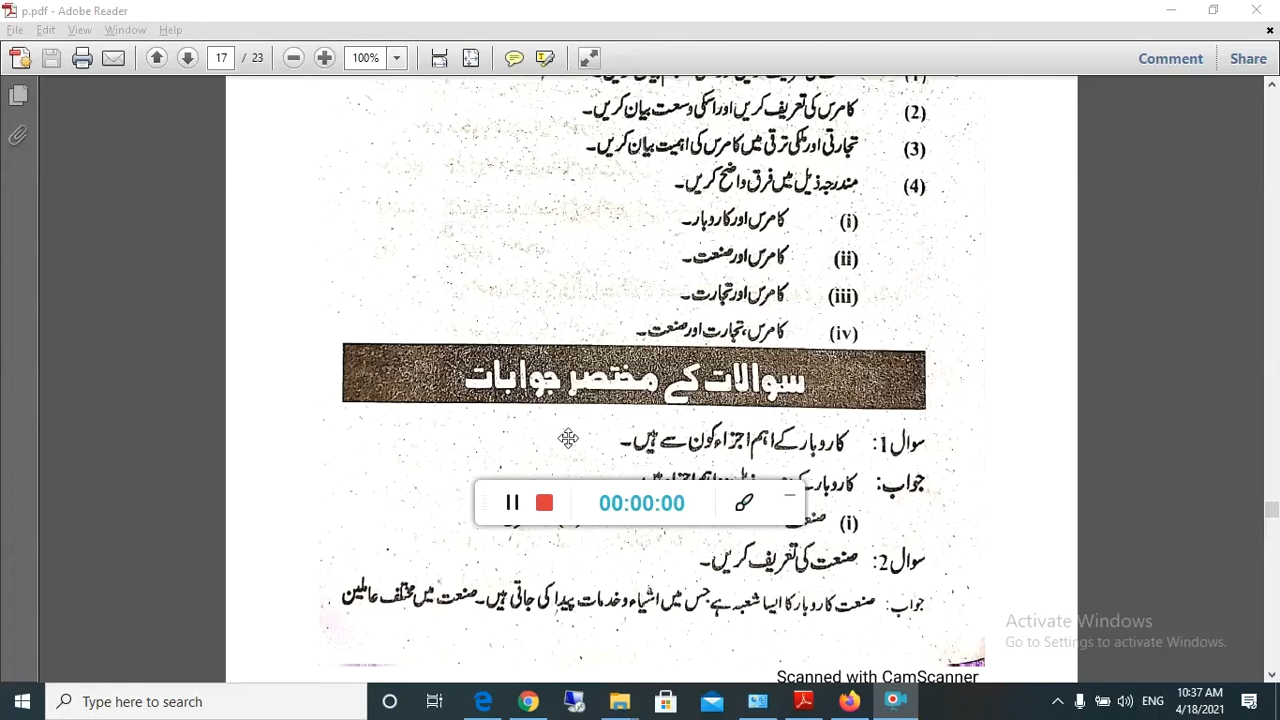 p.pdf - Adobe Reader
File Edit View Window Help
17 / 23 100% Comment Share
(1)
(2) کامرس کی تعریف کریں اور اسکی وسعت بیان کریں۔
(3) تجارتی اور ملکی ترقی میں کامرس کی اہمیت بیان کریں۔
(4) مندرجہ ذیل میں فرق واضح کریں۔
(i) کامرس اور کاروبار۔
(ii) کامرس اور صنعت۔
(iii) کامرس اور تجارت۔
(iv) کامرس، تجارت اور صنعت۔
سوالات کے مختصر جوابات
سوال 1: کاروبار کے اہم اجزاء کون سے ہیں۔
جواب: کاروبار کے
00:00:00
(i) صنعت
سوال 2: صنعت کی تعریف کریں۔
جواب: صنعت کاروبار کا ایسا شعبہ ہے جس میں اشیاء و خدمات پیدا کی جاتی ہیں۔ صنعت میں مختلف عاملین
Activate Windows
Go to Settings to activate Windows.
Scanned with CamScanner
Type here to search
ENG
10:37 AM
4/18/2021